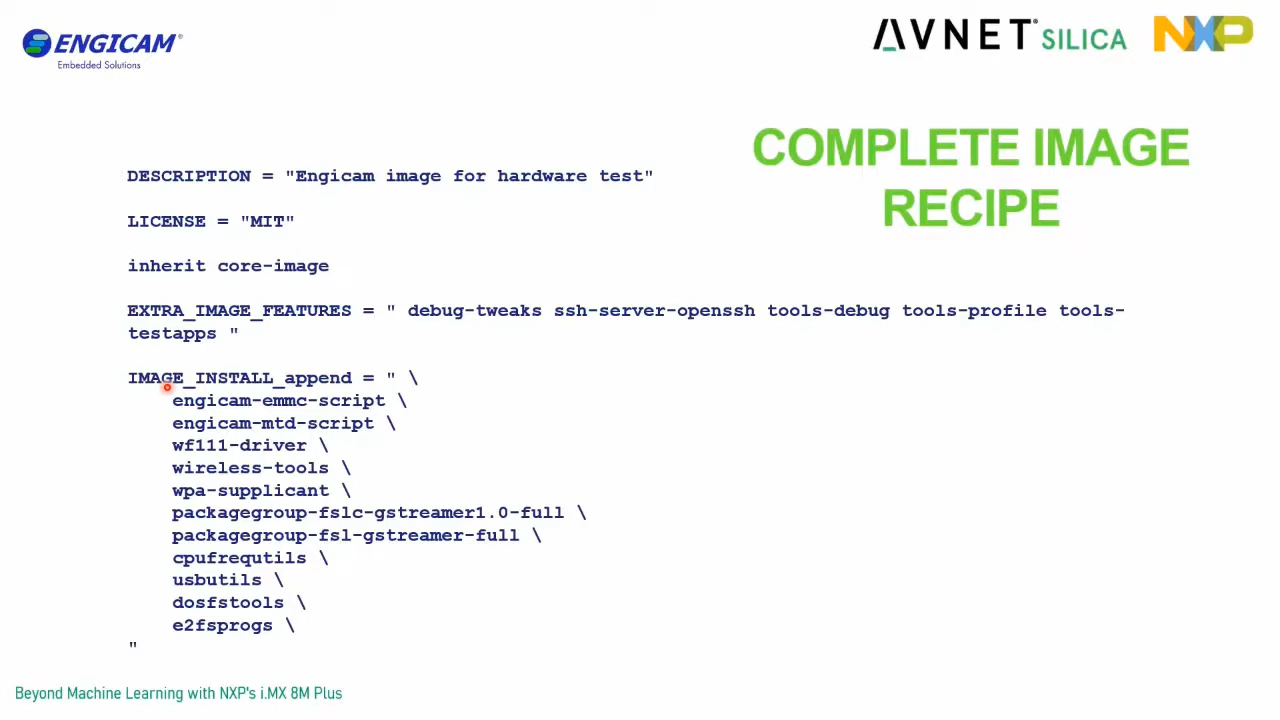 ENGICAM
Embedded Solutions
AVNET SILICA
NXP
COMPLETE IMAGE
RECIPE
DESCRIPTION = "Engicam image for hardware test"
LICENSE = "MIT"
inherit core-image
EXTRA_IMAGE_FEATURES = " debug-tweaks ssh-server-openssh tools-debug tools-profile tools-
testapps "
IMAGE_INSTALL_append = " \
    engicam-emmc-script \
    engicam-mtd-script \
    wf111-driver \
    wireless-tools \
    wpa-supplicant \
    packagegroup-fslc-gstreamer1.0-full \
    packagegroup-fsl-gstreamer-full \
    cpufrequtils \
    usbutils \
    dosfstools \
    e2fsprogs \
"
Beyond Machine Learning with NXP's i.MX 8M Plus